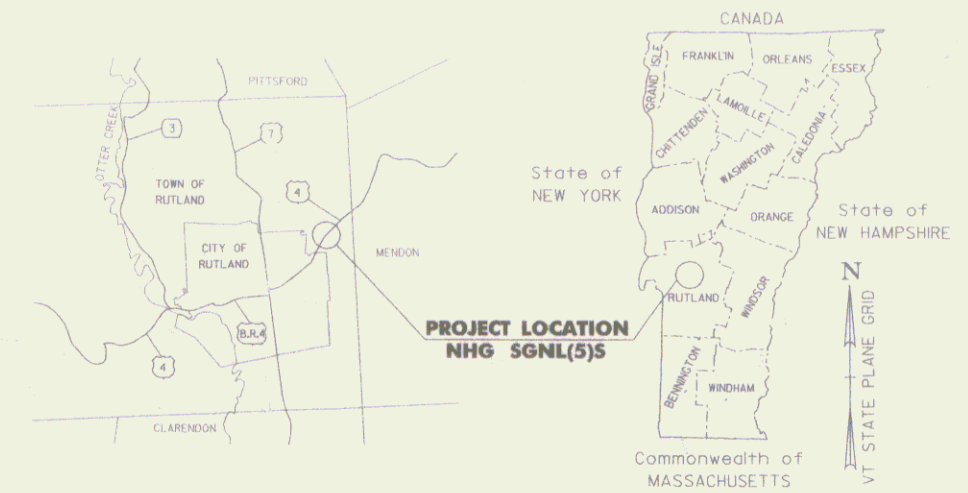 PITTSFORD
OTTER CREEK
3
7
4
TOWN OF
RUTLAND
CITY OF
RUTLAND
MENDON
B.R.4
4
CLARENDON
PROJECT LOCATION
NHG SGNL(5)S
CANADA
GRAND ISLE
FRANKLIN
ORLEANS
ESSEX
LAMOILLE
CHITTENDEN
CALEDONIA
WASHINGTON
State of
NEW YORK
ADDISON
ORANGE
State of
NEW HAMPSHIRE
RUTLAND
WINDSOR
BENNINGTON
WINDHAM
Commonwealth of
MASSACHUSETTS
N
VT STATE PLANE GRID